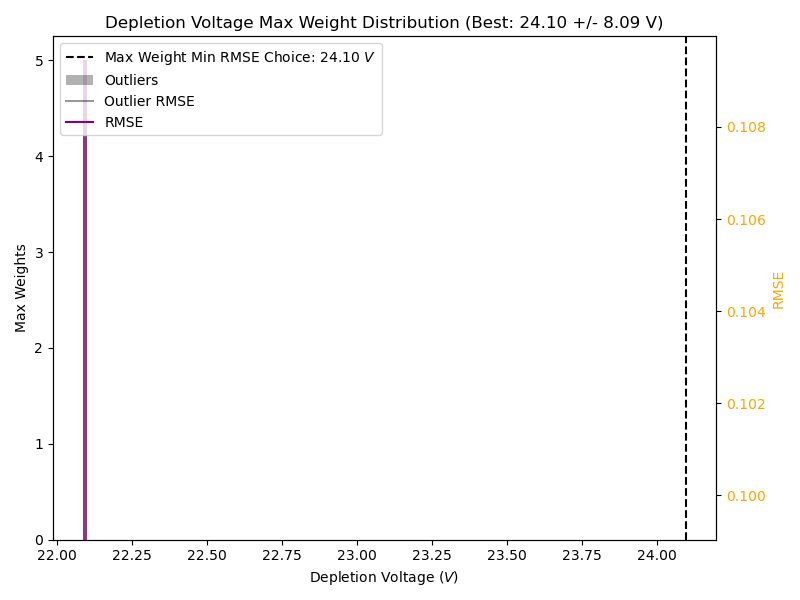 Depletion Voltage Max Weight Distribution (Best: 24.10 +/- 8.09 V)
Max Weight Min RMSE Choice: 24.10 V
Outliers
Outlier RMSE
RMSE
Max Weights
5
4
3
2
1
0
0.108
0.106
0.104
0.102
0.100
RMSE
22.00 22.25 22.50 22.75 23.00 23.25 23.50 23.75 24.00
Depletion Voltage (V)